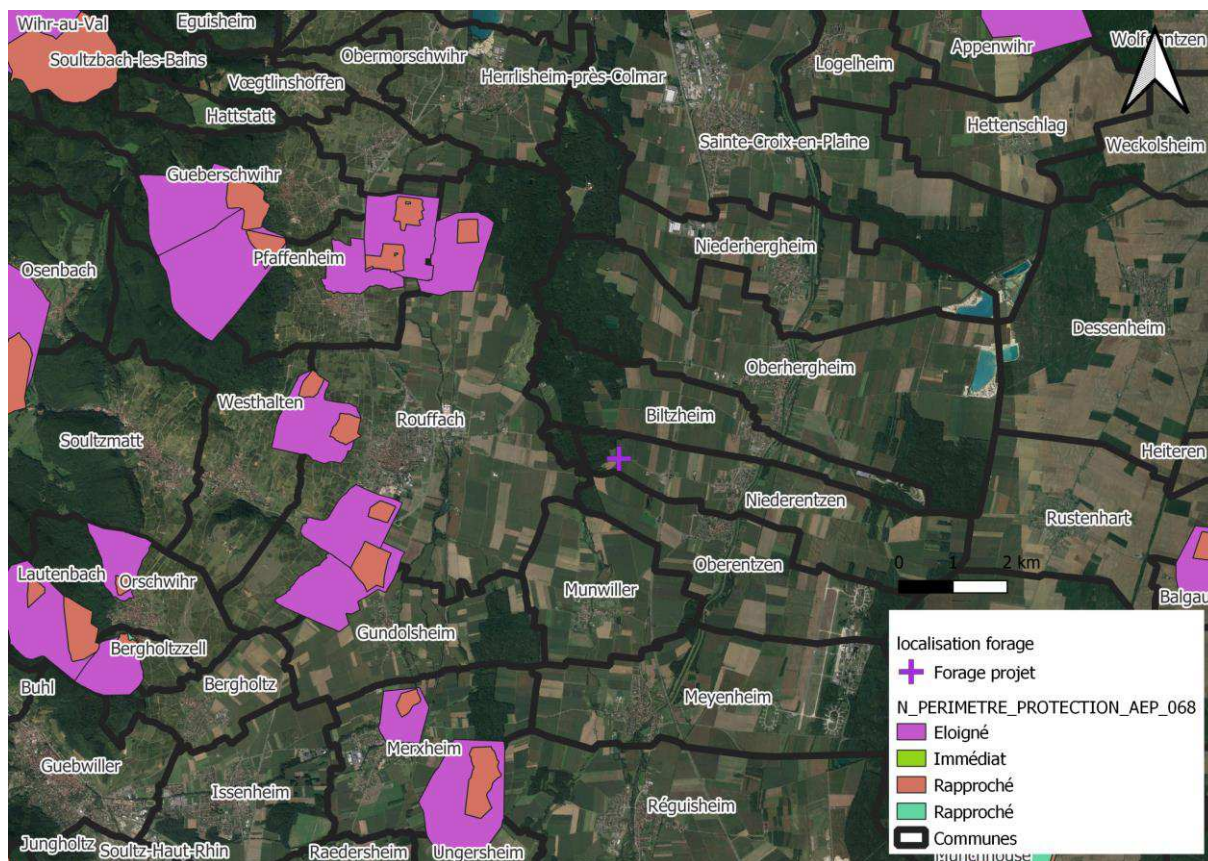 Wihr-au-Val
Eguisheim
Soultzbach-les-Bains
Obermorschwihr
Vœgtlinshoffen
Herrlisheim-près-Colmar
Logelheim
Appenwihr
Hattstatt
Hettenschlag
Sainte-Croix-en-Plaine
Weckolsheim
Gueberschwihr
Niederhergheim
Pfaffenheim
Osenbach
Dessenheim
Oberhergheim
Westhalten
Rouffach
Biltzheim
Soultzmatt
Heiteren
Niederentzen
Rustenhart
Oberentzen
Lautenbach
Orschwihr
Munwiller
0 1 2 km
Balgau
Gundolsheim
Bergholtzzell
Bergholtz
Buhl
Meyenheim
Merxheim
Guebwiller
Issenheim
Réguisheim
Jungholtz
Soultz-Haut-Rhin
Raedersheim
Ungersheim
localisation forage
Forage projet
N_PERIMETRE_PROTECTION_AEP_068
Eloigné
Immédiat
Rapproché
Rapproché
Communes